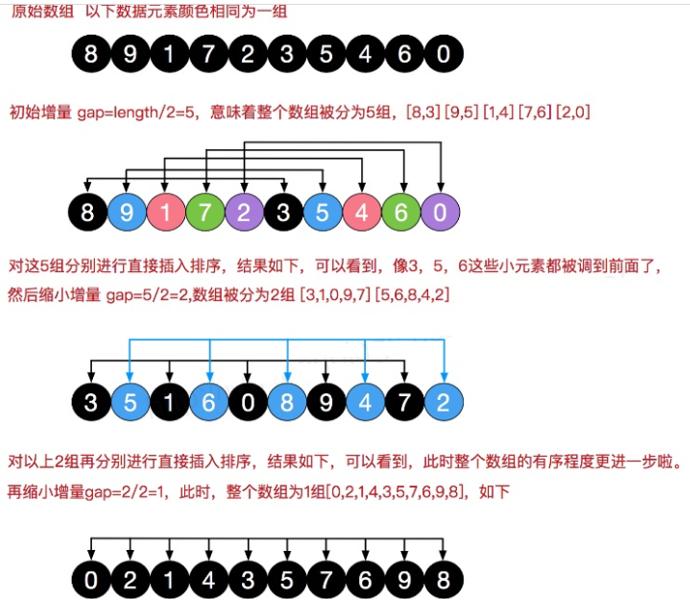 原始数组 以下数据元素颜色相同为一组
8 9 1 7 2 3 5 4 6 0
初始增量 gap=length/2=5，意味着整个数组被分为5组，[8,3][9,5][1,4][7,6][2,0]
8 9 1 7 2 3 5 4 6 0
对这5组分别进行直接插入排序，结果如下，可以看到，像3，5，6这些小元素都被调到前面了，
然后缩小增量 gap=5/2=2,数组被分为2组 [3,1,0,9,7][5,6,8,4,2]
3 5 1 6 0 8 9 4 7 2
对以上2组再分别进行直接插入排序，结果如下，可以看到，此时整个数组的有序程度更进一步啦。
再缩小增量gap=2/2=1，此时，整个数组为1组[0,2,1,4,3,5,7,6,9,8]，如下
0 2 1 4 3 5 7 6 9 8